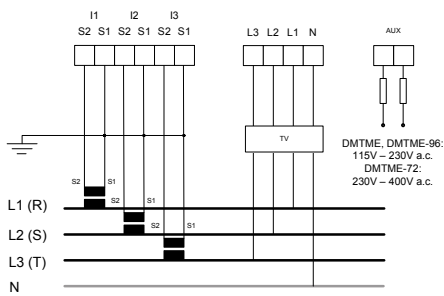 I1 I2 I3
S2 S1 S2 S1 S2 S1
L3 L2 L1 N
AUX
TV
DMTME, DMTME-96:
115V – 230V a.c.
DMTME-72:
230V – 400V a.c.
S2 S1
L1 (R)
S2 S1
L2 (S)
S2 S1
L3 (T)
N